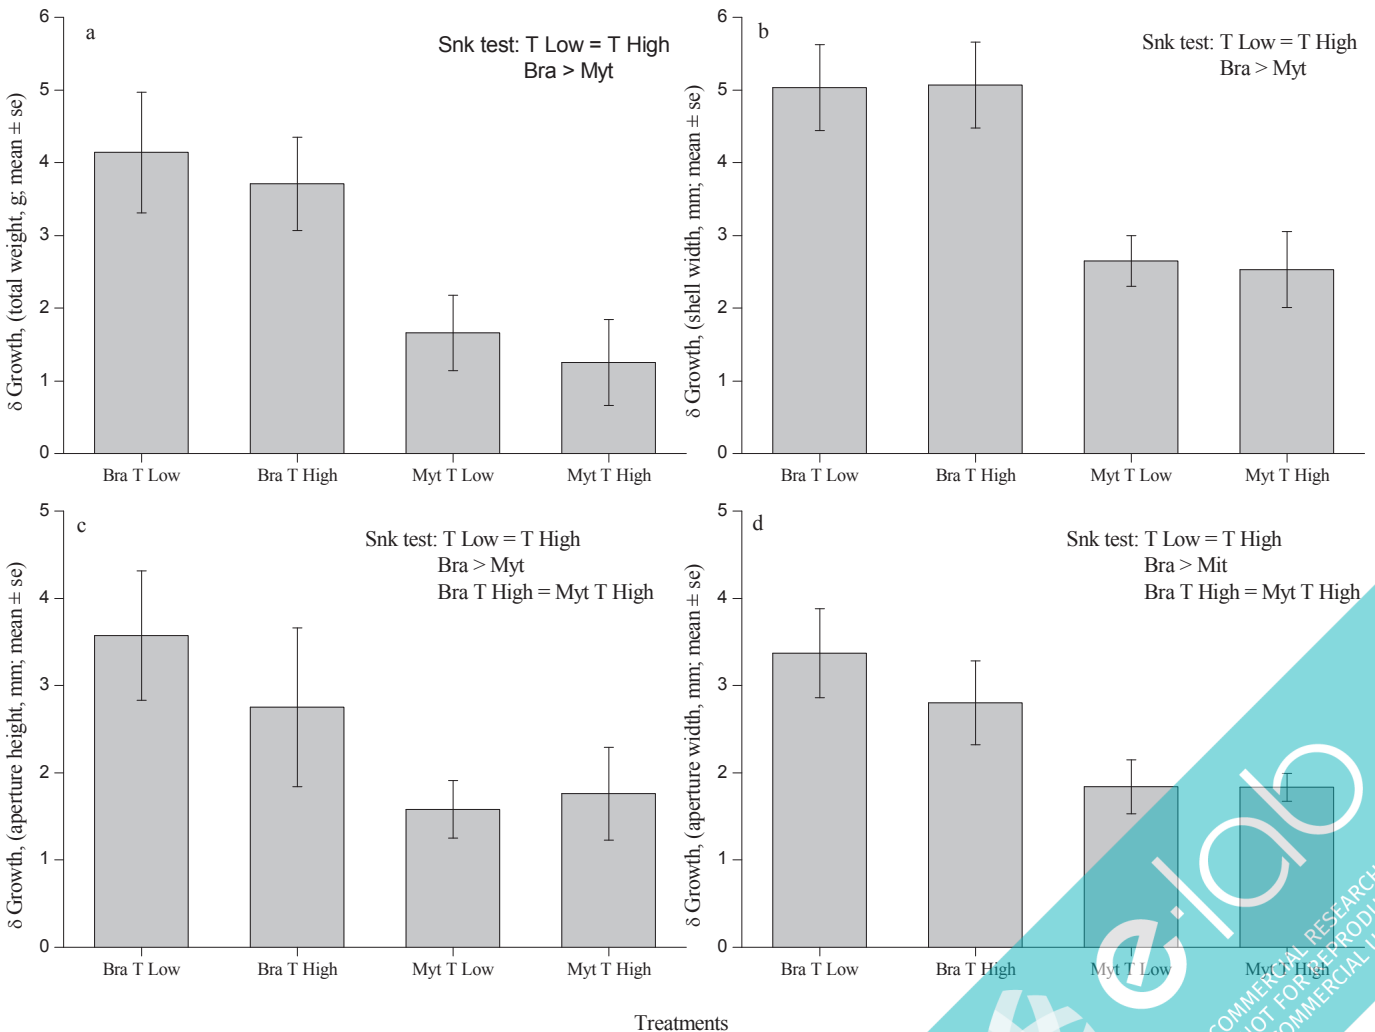 a
Snk test: T Low = T High
Bra > Myt
δ Growth, (total weight, g; mean ± se)
6
5
4
3
2
1
0
Bra T Low Bra T High Myt T Low Myt T High
b
Snk test: T Low = T High
Bra > Myt
δ Growth, (shell width, mm; mean ± se)
6
5
4
3
2
1
0
Bra T Low Bra T High Myt T Low Myt T High
c
Snk test: T Low = T High
Bra > Myt
Bra T High = Myt T High
δ Growth, (aperture height, mm; mean ± se)
5
4
3
2
1
0
Bra T Low Bra T High Myt T Low Myt T High
d
Snk test: T Low = T High
Bra > Mit
Bra T High = Myt T High
δ Growth, (aperture width, mm; mean ± se)
5
4
3
2
1
0
Bra T Low Bra T High Myt T Low Myt T High
Treatments
e.lab
COMMERCIAL RESEARCH
NOT FOR